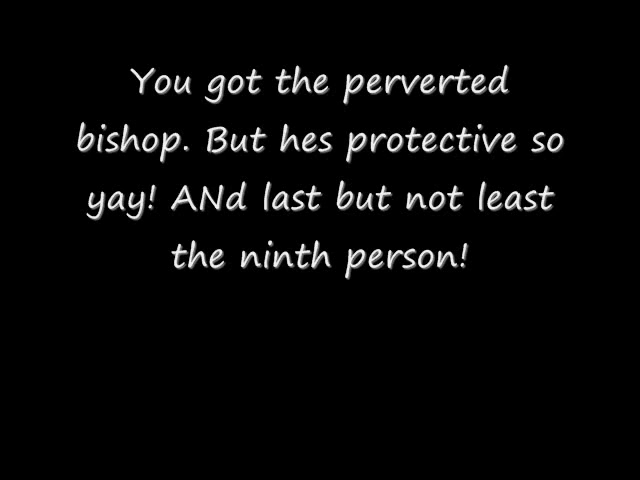 You got the perverted
bishop. But hes protective so
yay! ANd last but not least
the ninth person!